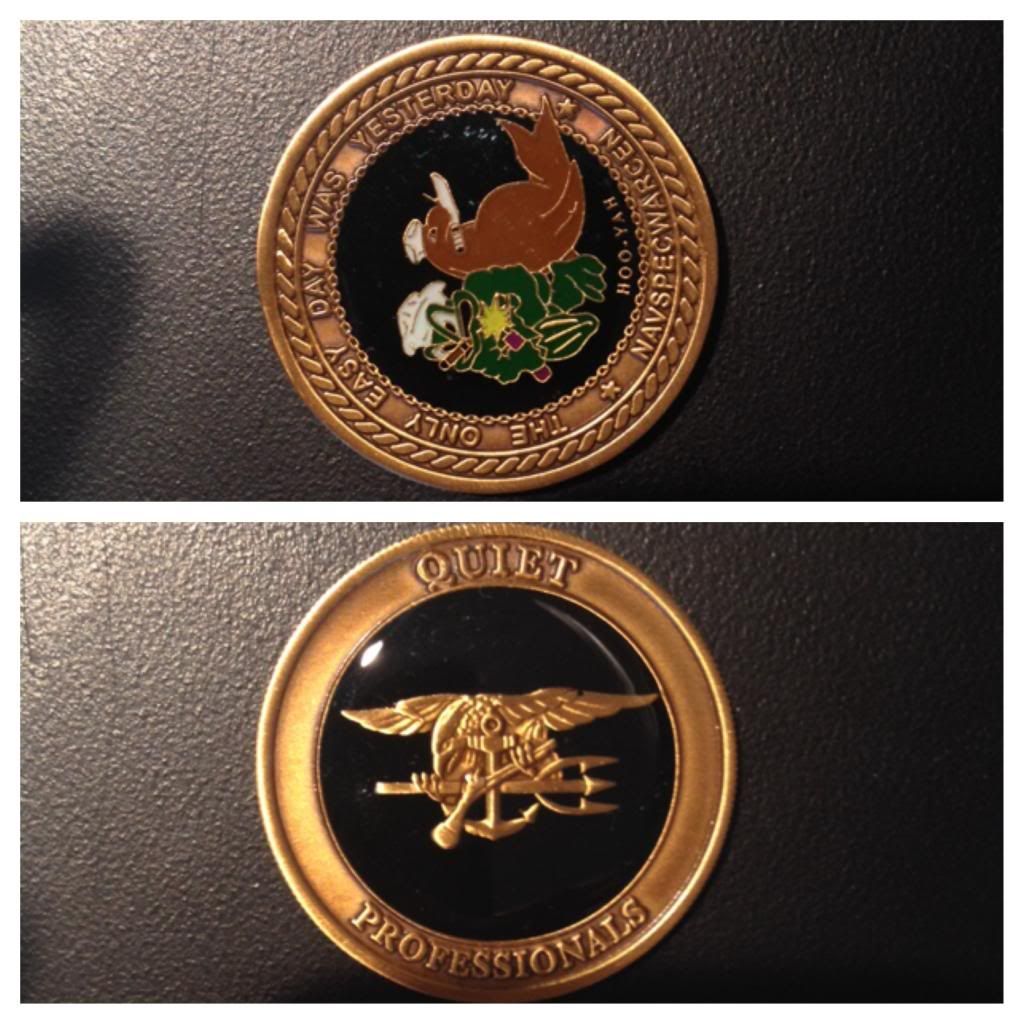 THE ONLY EASY DAY WAS YESTERDAY
HOO-YAH
NAVSPECWARCEN
QUIET
PROFESSIONALS